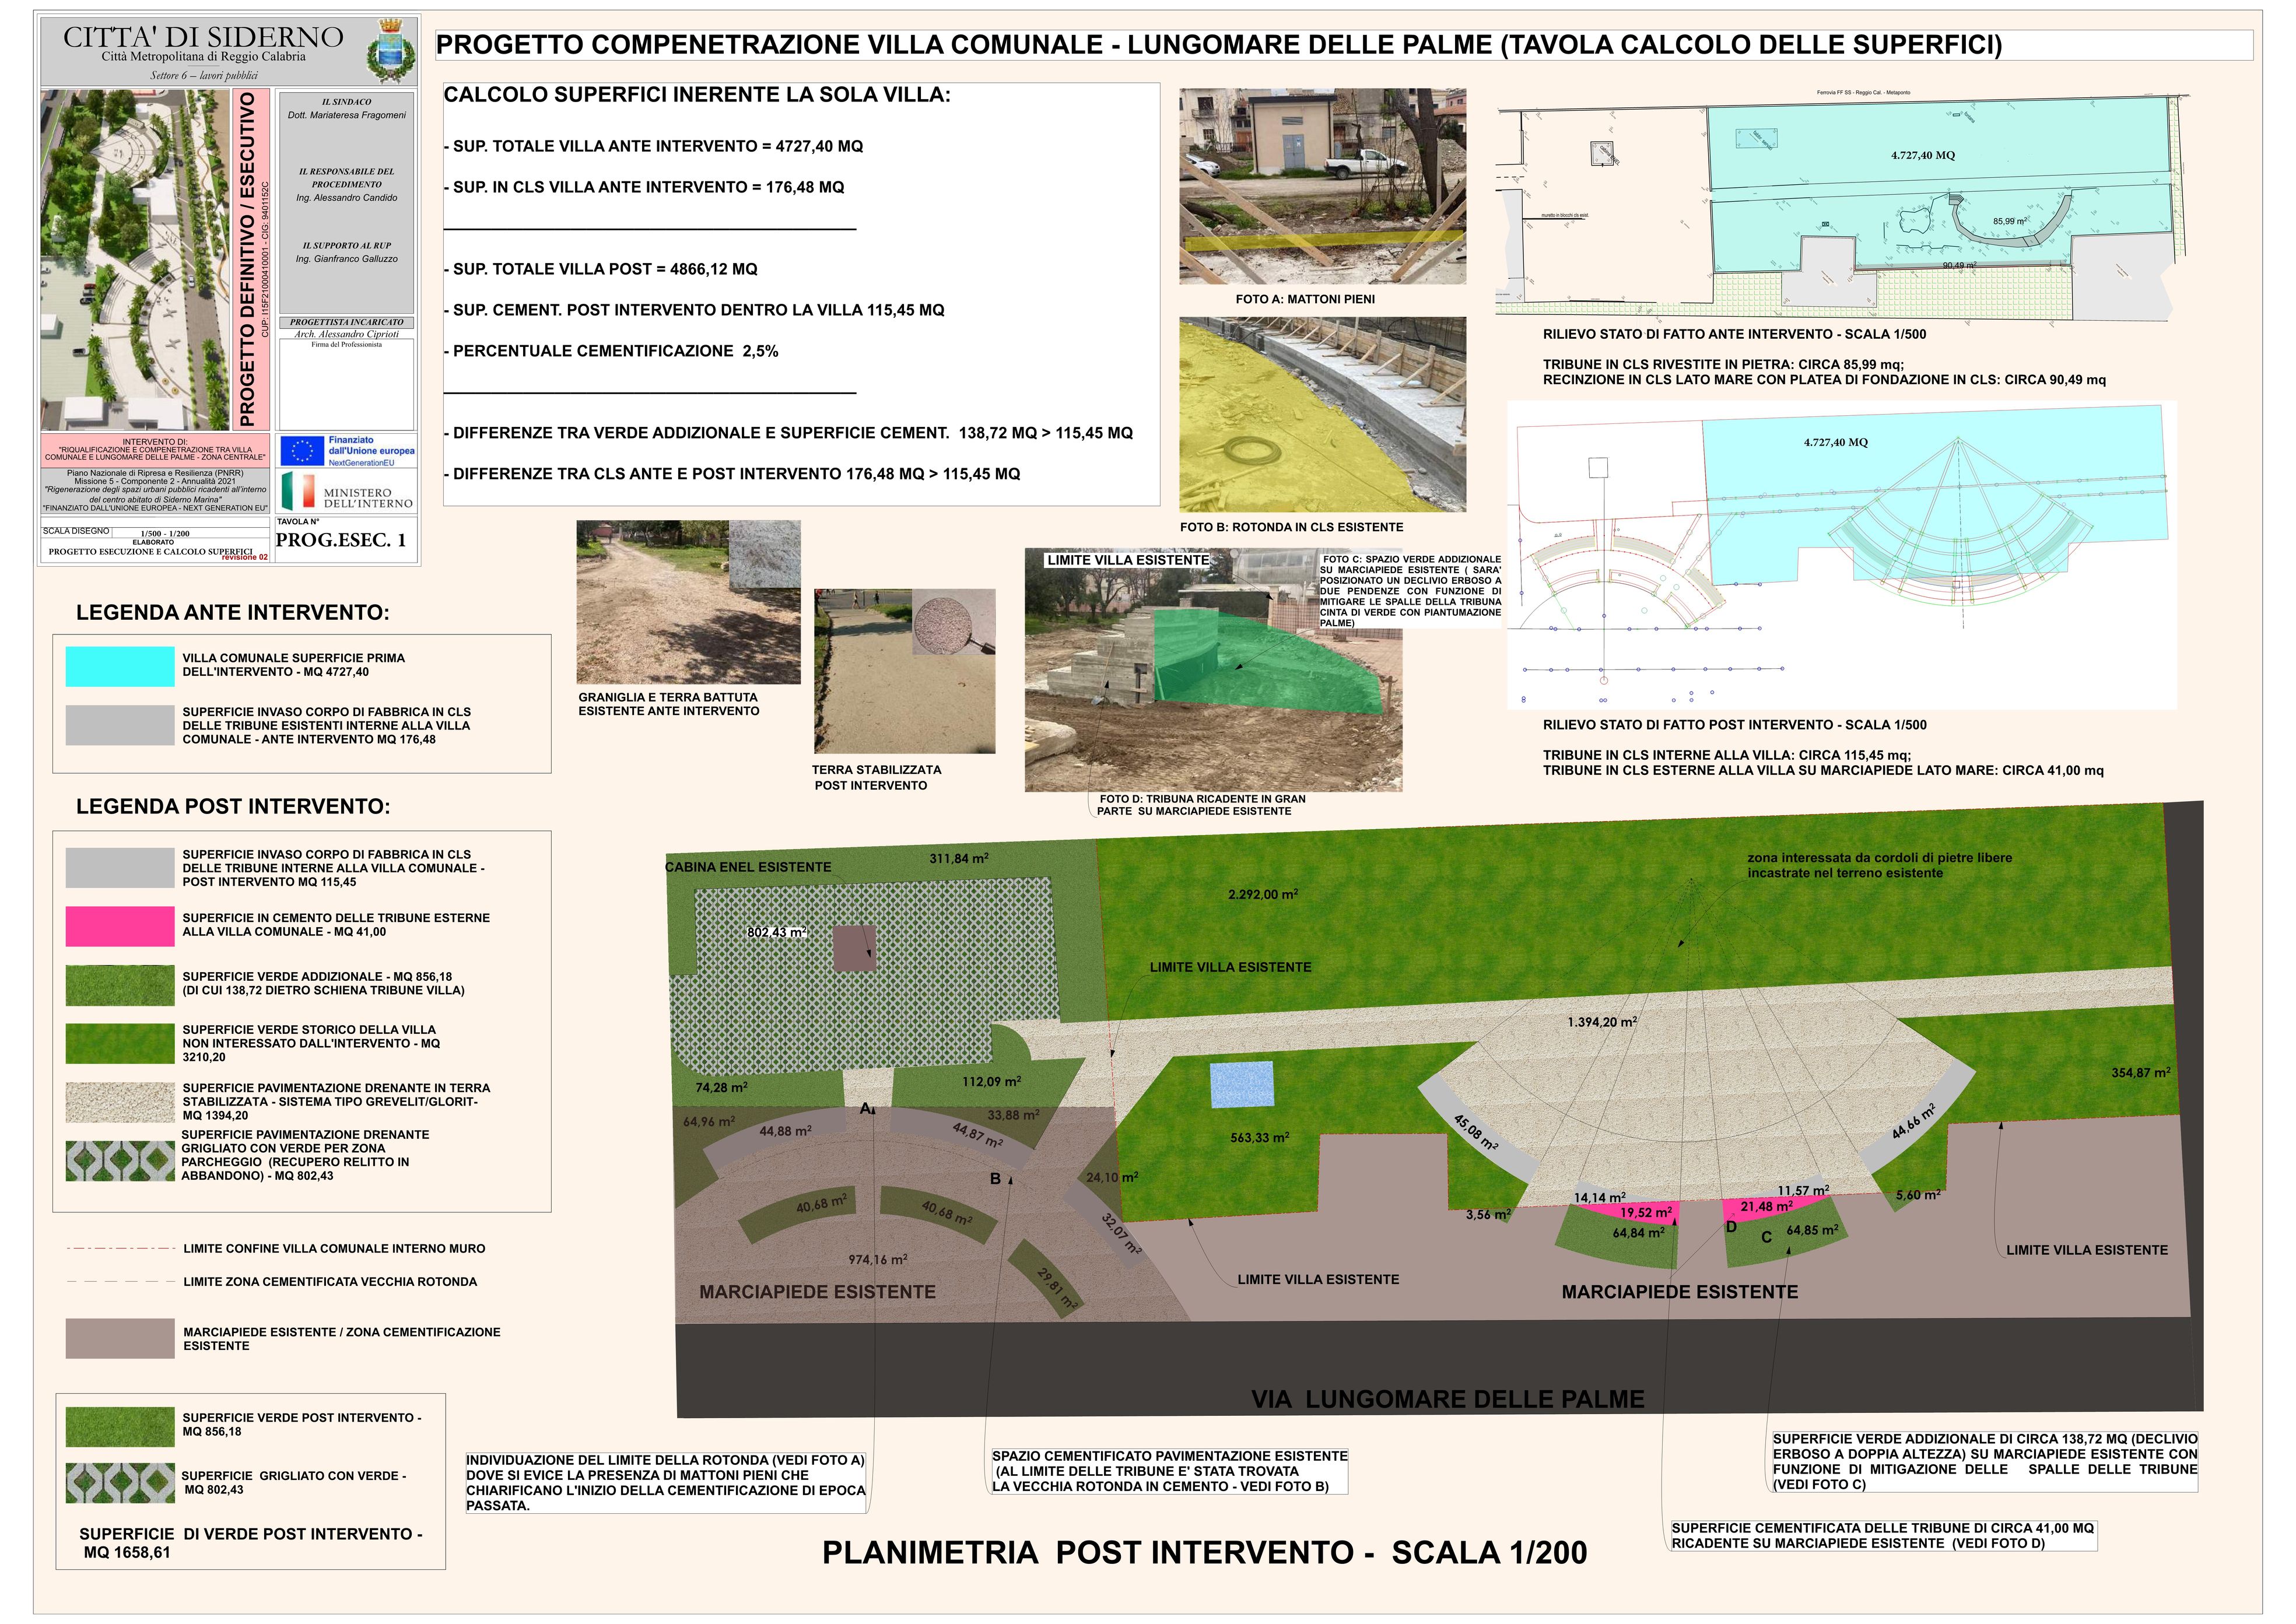 CITTA' DI SIDERNO
Città Metropolitana di Reggio Calabria
Settore 6 – lavori pubblici
PROGETTO DEFINITIVO / ESECUTIVO
CUP: I15F21000410001 - CIG: 9401152C
IL SINDACO
Dott. Mariateresa Fragomeni
IL RESPONSABILE DEL
PROCEDIMENTO
Ing. Alessandro Candido
IL SUPPORTO AL RUP
Ing. Gianfranco Galluzzo
PROGETTISTA INCARICATO
Arch. Alessandro Ciprioti
Firma del Professionista
INTERVENTO DI:
"RIQUALIFICAZIONE E COMPENETRAZIONE TRA VILLA
COMUNALE E LUNGOMARE DELLE PALME - ZONA CENTRALE"
Piano Nazionale di Ripresa e Resilienza (PNRR)
Missione 5 - Componente 2 - Annualità 2021
"Rigenerazione degli spazi urbani pubblici ricadenti all'interno
del centro abitato di Siderno Marina"
"FINANZIATO DALL'UNIONE EUROPEA - NEXT GENERATION EU"
Finanziato
dall'Unione europea
NextGenerationEU
MINISTERO
DELL'INTERNO
SCALA DISEGNO
1/500 - 1/200
ELABORATO
PROGETTO ESECUZIONE E CALCOLO SUPERFICI
revisione 02
TAVOLA N°
PROG.ESEC. 1
PROGETTO COMPENETRAZIONE VILLA COMUNALE - LUNGOMARE DELLE PALME (TAVOLA CALCOLO DELLE SUPERFICI)
CALCOLO SUPERFICI INERENTE LA SOLA VILLA:
- SUP. TOTALE VILLA ANTE INTERVENTO = 4727,40 MQ
- SUP. IN CLS VILLA ANTE INTERVENTO = 176,48 MQ
- SUP. TOTALE VILLA POST = 4866,12 MQ
- SUP. CEMENT. POST INTERVENTO DENTRO LA VILLA 115,45 MQ
- PERCENTUALE CEMENTIFICAZIONE 2,5%
- DIFFERENZE TRA VERDE ADDIZIONALE E SUPERFICIE CEMENT. 138,72 MQ > 115,45 MQ
- DIFFERENZE TRA CLS ANTE E POST INTERVENTO 176,48 MQ > 115,45 MQ
FOTO A: MATTONI PIENI
FOTO B: ROTONDA IN CLS ESISTENTE
Ferrovia FF SS - Reggio Cal. - Metaponto
4.727,40 MQ
muretto in blocchi cls esist.
85,99 m²
90,49 m²
RILIEVO STATO DI FATTO ANTE INTERVENTO - SCALA 1/500
TRIBUNE IN CLS RIVESTITE IN PIETRA: CIRCA 85,99 mq;
RECINZIONE IN CLS LATO MARE CON PLATEA DI FONDAZIONE IN CLS: CIRCA 90,49 mq
4.727,40 MQ
RILIEVO STATO DI FATTO POST INTERVENTO - SCALA 1/500
TRIBUNE IN CLS INTERNE ALLA VILLA: CIRCA 115,45 mq;
TRIBUNE IN CLS ESTERNE ALLA VILLA SU MARCIAPIEDE LATO MARE: CIRCA 41,00 mq
GRANIGLIA E TERRA BATTUTA
ESISTENTE ANTE INTERVENTO
TERRA STABILIZZATA
POST INTERVENTO
LIMITE VILLA ESISTENTE
FOTO C: SPAZIO VERDE ADDIZIONALE
SU MARCIAPIEDE ESISTENTE ( SARA'
POSIZIONATO UN DECLIVIO ERBOSO A
DUE PENDENZE CON FUNZIONE DI
MITIGARE LE SPALLE DELLA TRIBUNA
CINTA DI VERDE CON PIANTUMAZIONE
PALME)
FOTO D: TRIBUNA RICADENTE IN GRAN
PARTE SU MARCIAPIEDE ESISTENTE
LEGENDA ANTE INTERVENTO:
VILLA COMUNALE SUPERFICIE PRIMA
DELL'INTERVENTO - MQ 4727,40
SUPERFICIE INVASO CORPO DI FABBRICA IN CLS
DELLE TRIBUNE ESISTENTI INTERNE ALLA VILLA
COMUNALE - ANTE INTERVENTO MQ 176,48
LEGENDA POST INTERVENTO:
SUPERFICIE INVASO CORPO DI FABBRICA IN CLS
DELLE TRIBUNE INTERNE ALLA VILLA COMUNALE -
POST INTERVENTO MQ 115,45
SUPERFICIE IN CEMENTO DELLE TRIBUNE ESTERNE
ALLA VILLA COMUNALE - MQ 41,00
SUPERFICIE VERDE ADDIZIONALE - MQ 856,18
(DI CUI 138,72 DIETRO SCHIENA TRIBUNE VILLA)
SUPERFICIE VERDE STORICO DELLA VILLA
NON INTERESSATO DALL'INTERVENTO - MQ
3210,20
SUPERFICIE PAVIMENTAZIONE DRENANTE IN TERRA
STABILIZZATA - SISTEMA TIPO GREVELIT/GLORIT-
MQ 1394,20
SUPERFICIE PAVIMENTAZIONE DRENANTE
GRIGLIATO CON VERDE PER ZONA
PARCHEGGIO (RECUPERO RELITTO IN
ABBANDONO) - MQ 802,43
LIMITE CONFINE VILLA COMUNALE INTERNO MURO
LIMITE ZONA CEMENTIFICATA VECCHIA ROTONDA
MARCIAPIEDE ESISTENTE / ZONA CEMENTIFICAZIONE
ESISTENTE
SUPERFICIE VERDE POST INTERVENTO -
MQ 856,18
SUPERFICIE GRIGLIATO CON VERDE -
MQ 802,43
SUPERFICIE DI VERDE POST INTERVENTO -
MQ 1658,61
CABINA ENEL ESISTENTE
311,84 m²
802,43 m²
2.292,00 m²
zona interessata da cordoli di pietre libere
incastrate nel terreno esistente
LIMITE VILLA ESISTENTE
1.394,20 m²
74,28 m²
112,09 m²
354,87 m²
A
64,96 m²
44,88 m²
44,87 m²
33,88 m²
563,33 m²
45,08 m²
44,66 m²
B
24,10 m²
40,68 m²
40,68 m²
32,07 m²
29,81 m²
974,16 m²
3,56 m²
14,14 m²
11,57 m²
5,60 m²
19,52 m²
21,48 m²
64,84 m²
D
C
64,85 m²
LIMITE VILLA ESISTENTE
LIMITE VILLA ESISTENTE
MARCIAPIEDE ESISTENTE
MARCIAPIEDE ESISTENTE
VIA LUNGOMARE DELLE PALME
INDIVIDUAZIONE DEL LIMITE DELLA ROTONDA (VEDI FOTO A)
DOVE SI EVICE LA PRESENZA DI MATTONI PIENI CHE
CHIARIFICANO L'INIZIO DELLA CEMENTIFICAZIONE DI EPOCA
PASSATA.
SPAZIO CEMENTIFICATO PAVIMENTAZIONE ESISTENTE
(AL LIMITE DELLE TRIBUNE E' STATA TROVATA
LA VECCHIA ROTONDA IN CEMENTO - VEDI FOTO B)
SUPERFICIE VERDE ADDIZIONALE DI CIRCA 138,72 MQ (DECLIVIO
ERBOSO A DOPPIA ALTEZZA) SU MARCIAPIEDE ESISTENTE CON
FUNZIONE DI MITIGAZIONE DELLE SPALLE DELLE TRIBUNE
(VEDI FOTO C)
SUPERFICIE CEMENTIFICATA DELLE TRIBUNE DI CIRCA 41,00 MQ
RICADENTE SU MARCIAPIEDE ESISTENTE (VEDI FOTO D)
PLANIMETRIA POST INTERVENTO - SCALA 1/200